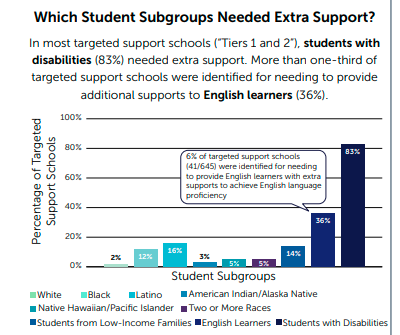 Which Student Subgroups Needed Extra Support?
In most targeted support schools ("Tiers 1 and 2"), students with
disabilities (83%) needed extra support. More than one-third of
targeted support schools were identified for needing to provide
additional supports to English learners (36%).
Percentage of Targeted
Support Schools
100%
80%
60%
40%
20%
0%
6% of targeted support schools
(41/645) were identified for needing
to provide English learners with extra
supports to achieve English language
proficiency
2%
12%
16%
3%
5%
5%
14%
36%
83%
Student Subgroups
White
Black
Latino
American Indian/Alaska Native
Native Hawaiian/Pacific Islander
Two or More Races
Students from Low-Income Families
English Learners
Students with Disabilities